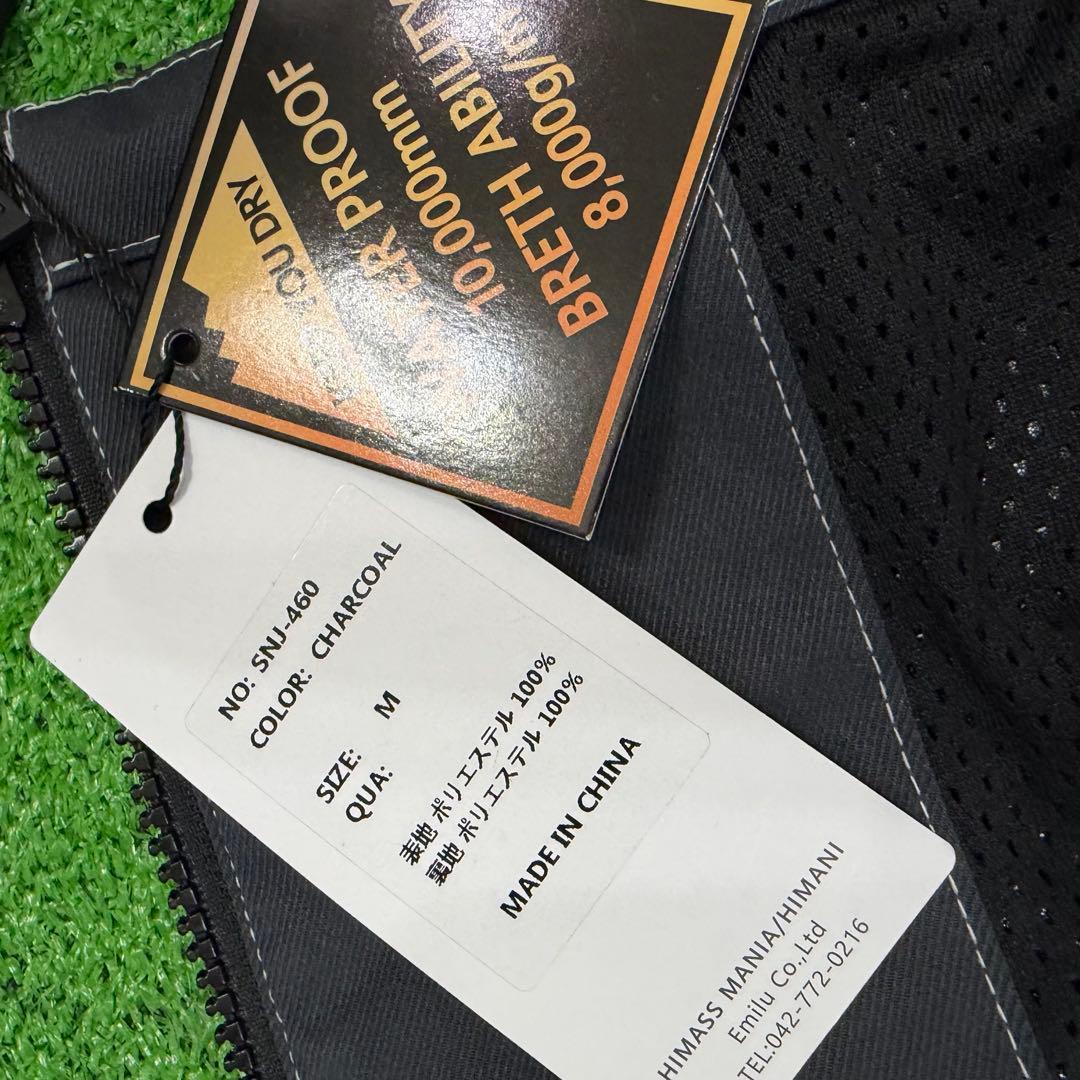 YOU DRY
WATER PROOF
10,000mm
BRETH ABILITY
8,000g/m
NO: SNJ-460
COLOR: CHARCOAL
SIZE: M
QUA:
表地 ポリエステル 100%
裏地 ポリエステル 100%
MADE IN CHINA
HIMASS MANIA/HIMANI
Emilu Co.,Ltd
TEL:042-772-0216